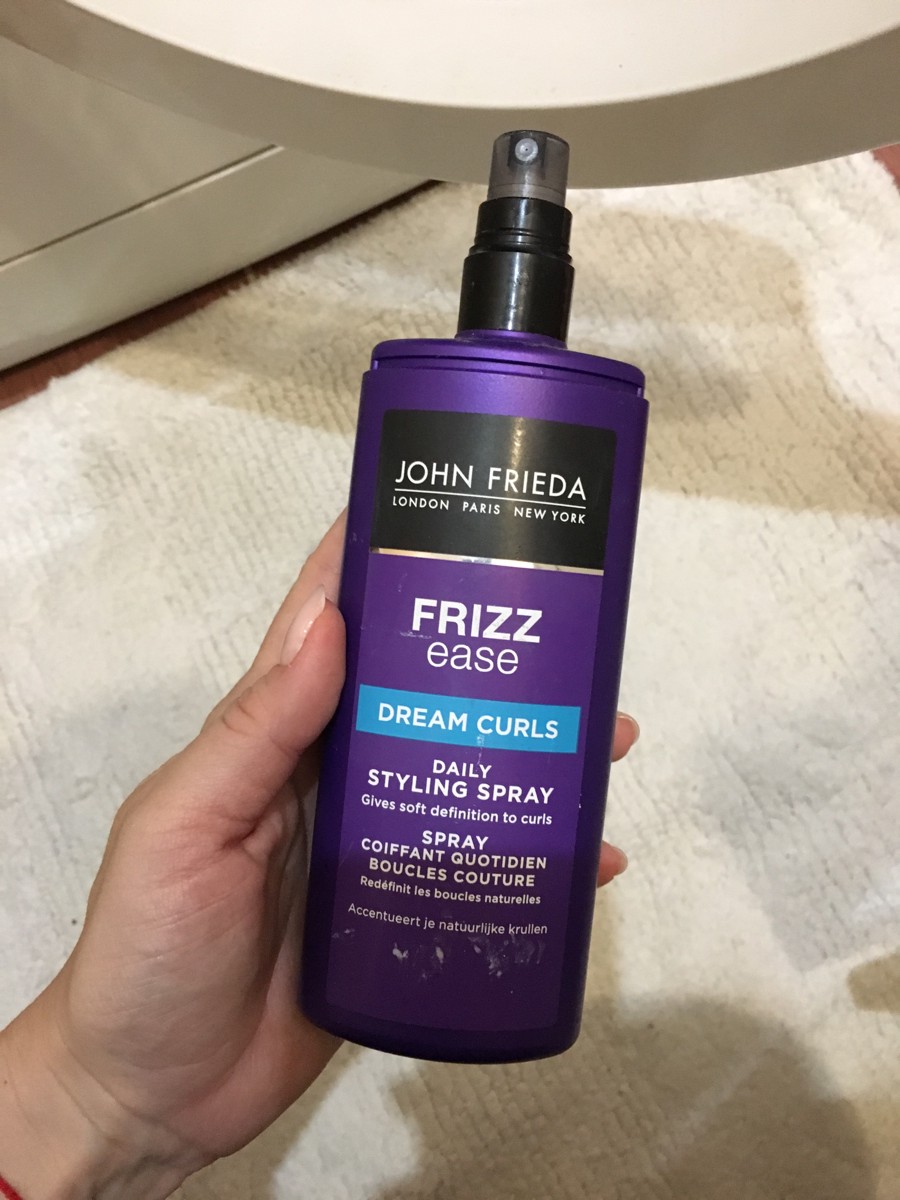 JOHN FRIEDA
LONDON PARIS NEW YORK
FRIZZ
ease
DREAM CURLS
DAILY
STYLING SPRAY
Gives soft definition to curls
SPRAY
COIFFANT QUOTIDIEN
BOUCLES COUTURE
Redéfinit les boucles naturelles
Accentueert je natuurlijke krullen